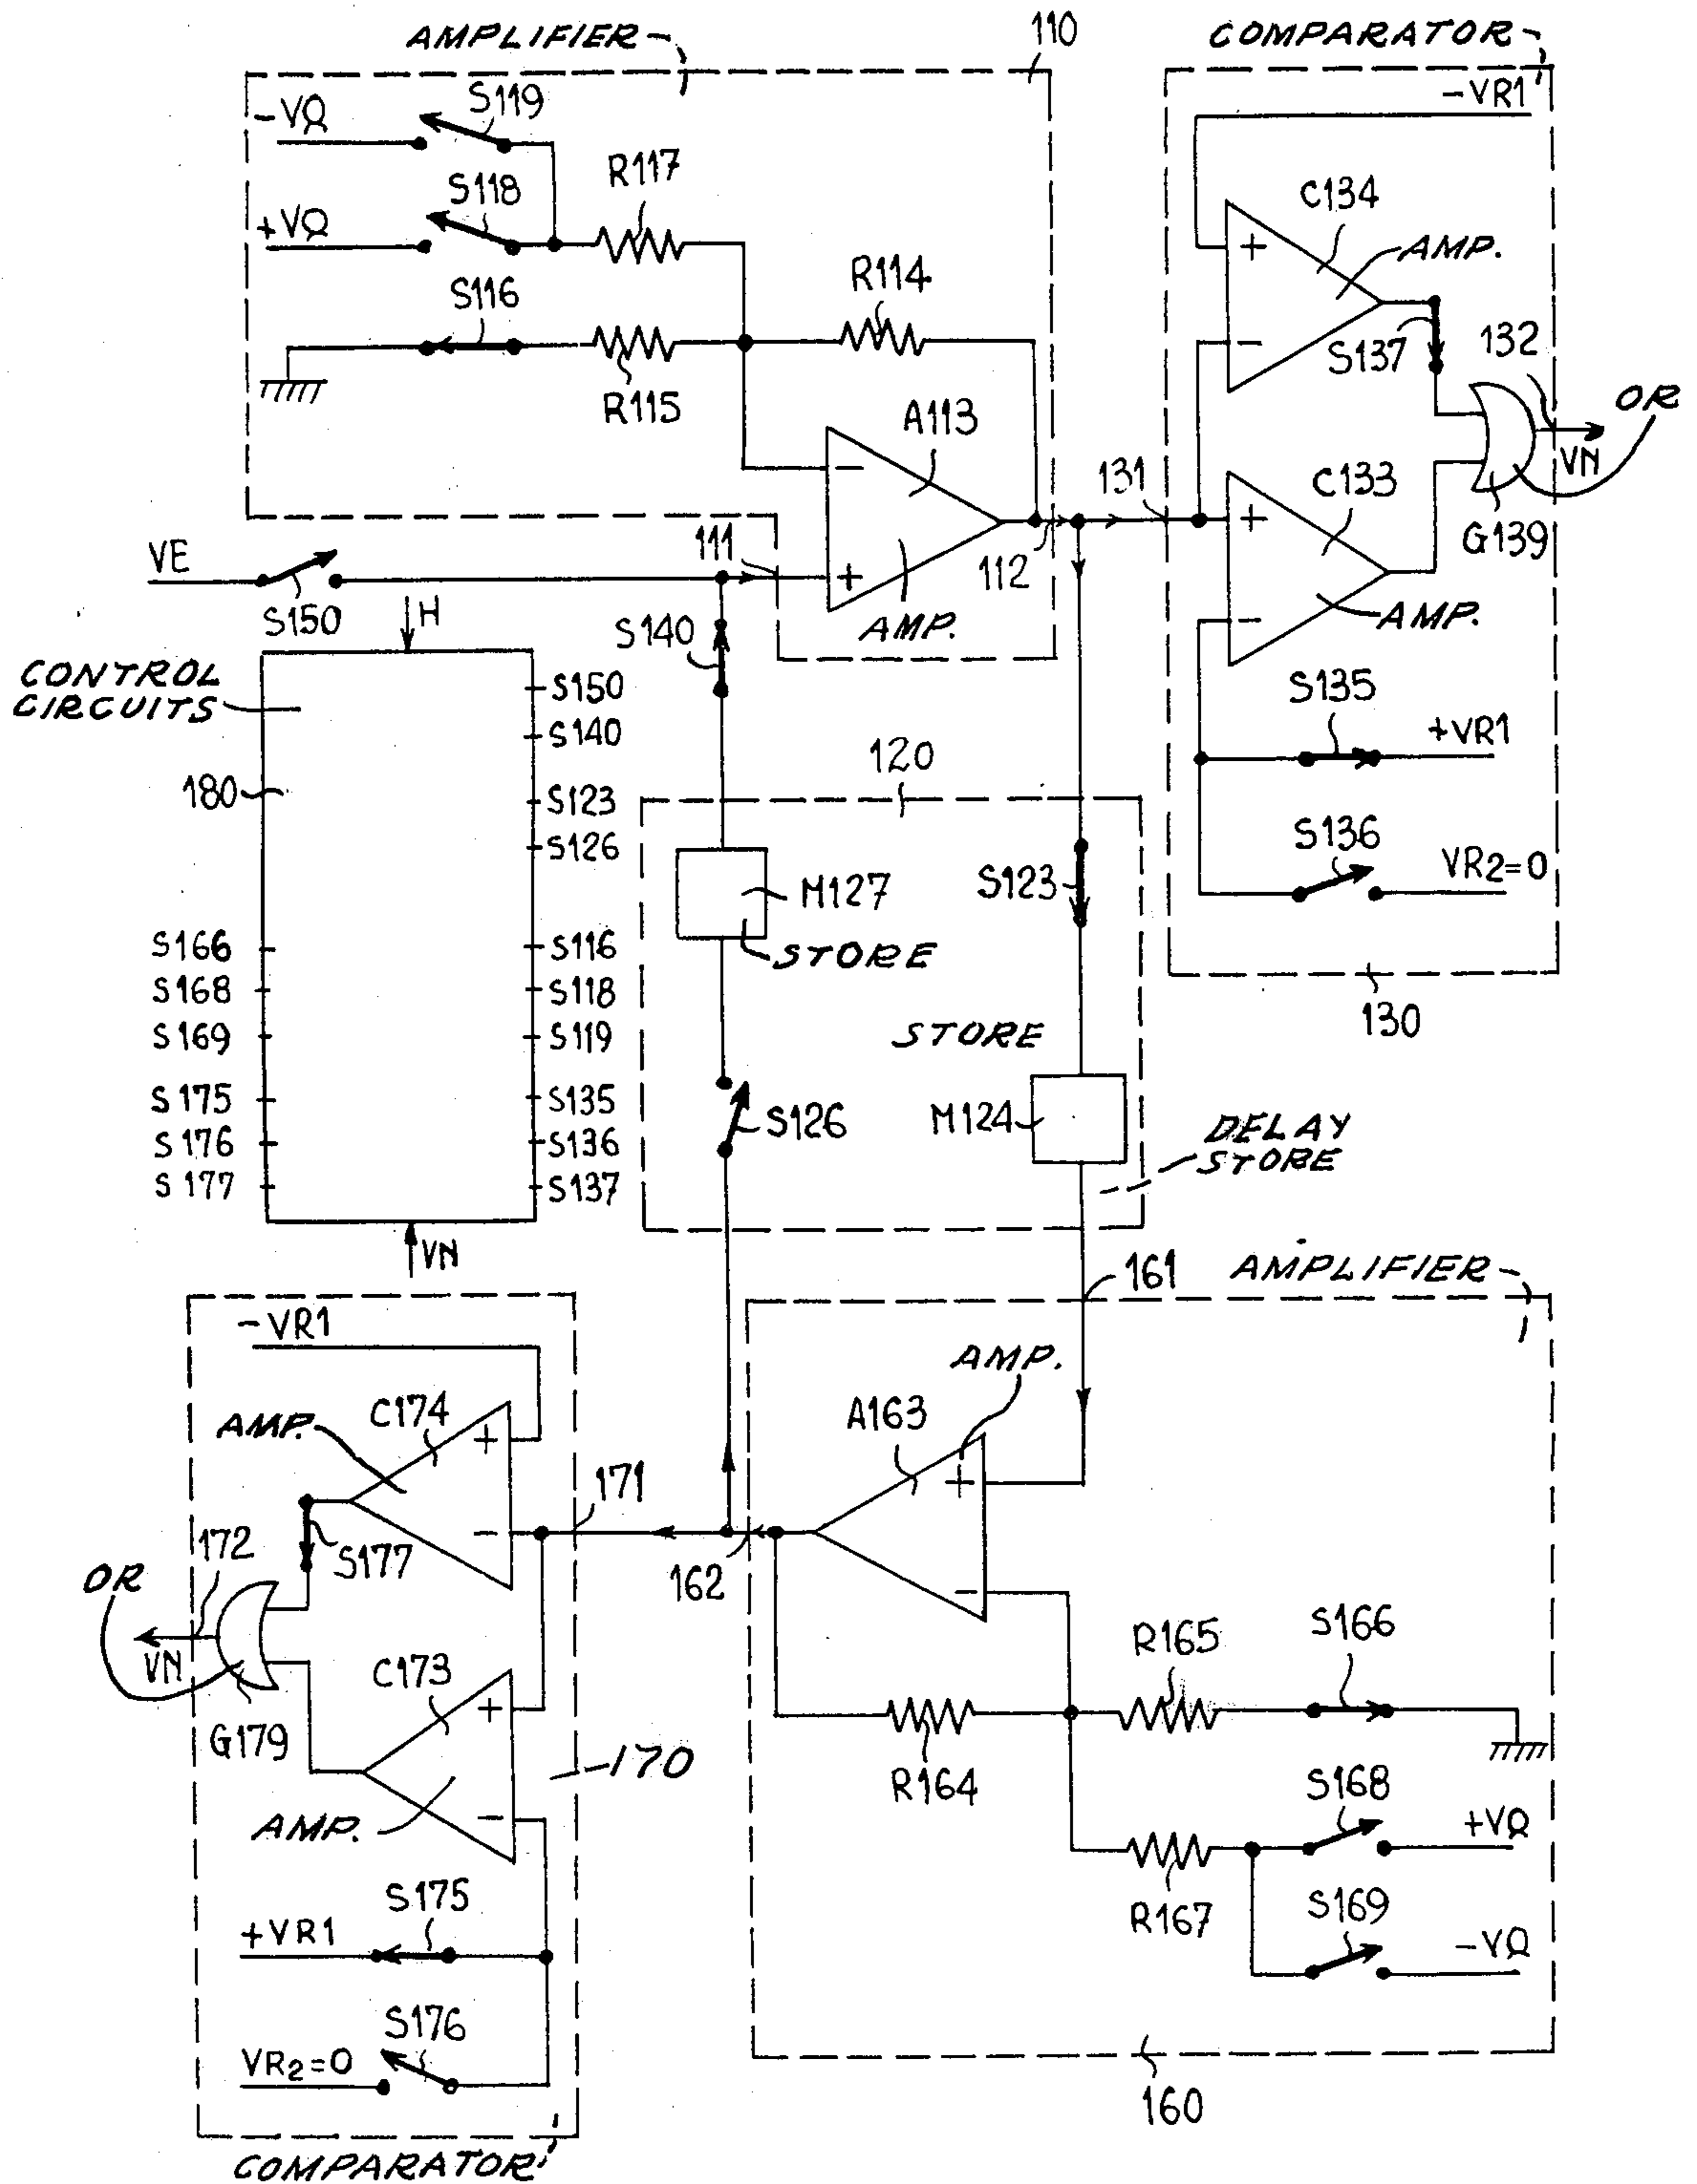 AMPLIFIER
110
COMPARATOR
-VR1
-VQ
S119
R117
S118
+VQ
S116
R114
R115
C134
AMP.
S137
132
OR
VN
A113
131
C133
G139
VE
111
112
S150
H
S140
AMP.
AMP.
CONTROL
CIRCUITS
180
S150
S140
S123
S126
S116
S118
S119
S135
S136
S137
S166
S168
S169
S175
S176
S177
VN
S135
+VR1
S136
VR2=0
130
120
M127
STORE
S123
STORE
S126
M124
DELAY
STORE
161
AMPLIFIER
-VR1
AMP.
C174
AMP.
A163
171
162
172
S177
OR
VN
C173
G179
170
AMP.
R165
S166
R164
S168
+VQ
R167
S169
-VQ
S175
+VR1
S176
VR2=0
160
COMPARATOR
+
-
+
-
-
+
+
-
+
-
+
-